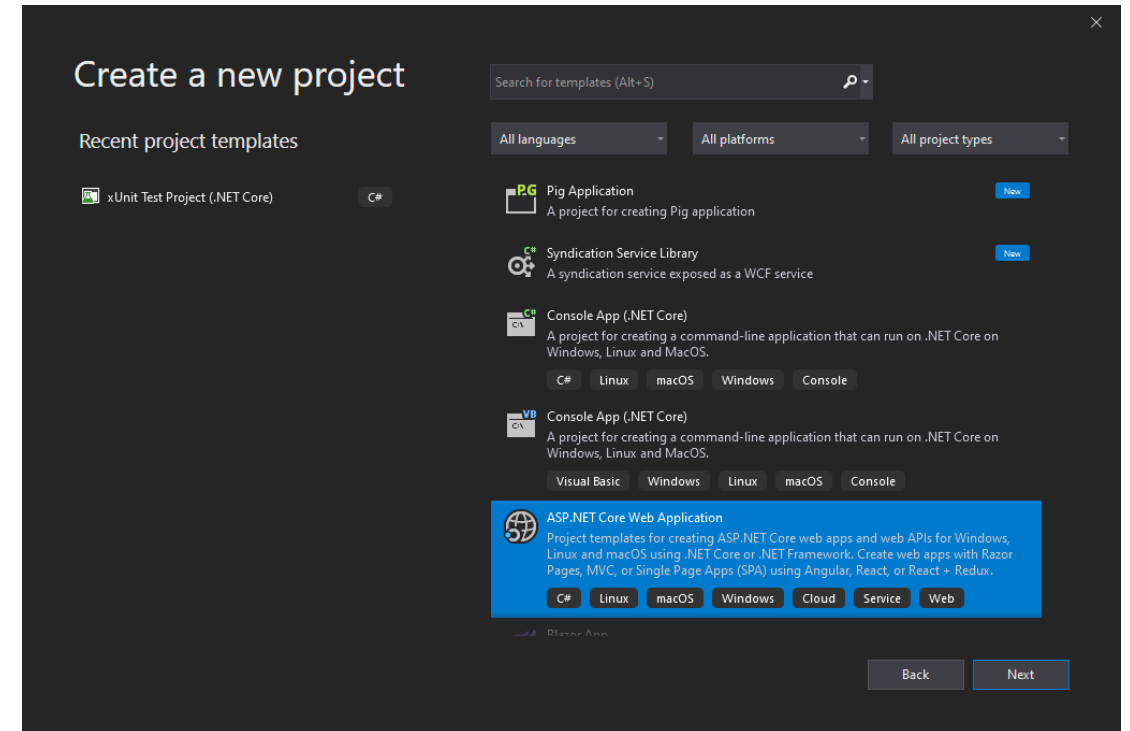 Create a new project
Search for templates (Alt+S)
Recent project templates
All languages
All platforms
All project types
xUnit Test Project (.NET Core)
C#
P.G
Pig Application
New
A project for creating Pig application
C#
Syndication Service Library
New
A syndication service exposed as a WCF service
C#
C:\
Console App (.NET Core)
A project for creating a command-line application that can run on .NET Core on
Windows, Linux and MacOS.
C# Linux macOS Windows Console
VB
C:\
Console App (.NET Core)
A project for creating a command-line application that can run on .NET Core on
Windows, Linux and MacOS.
Visual Basic Windows Linux macOS Console
ASP.NET Core Web Application
Project templates for creating ASP.NET Core web apps and web APIs for Windows,
Linux and macOS using .NET Core or .NET Framework. Create web apps with Razor
Pages, MVC, or Single Page Apps (SPA) using Angular, React, or React + Redux.
C# Linux macOS Windows Cloud Service Web
Blazor App
Back
Next